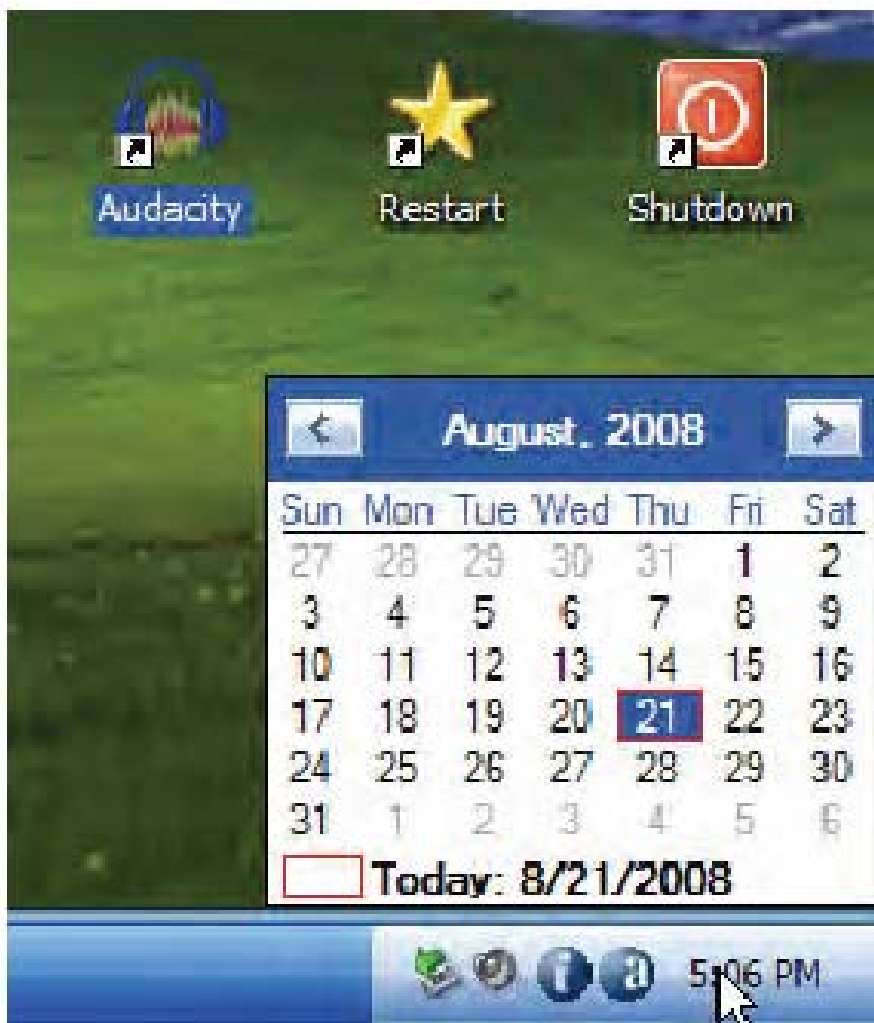 Audacity Restart Shutdown
< August, 2008 >
Sun Mon Tue Wed Thu Fri Sat
27 28 29 30 31 1 2
3 4 5 6 7 8 9
10 11 12 13 14 15 16
17 18 19 20 21 22 23
24 25 26 27 28 29 30
31 1 2 3 4 5 6
Today: 8/21/2008
5:06 PM